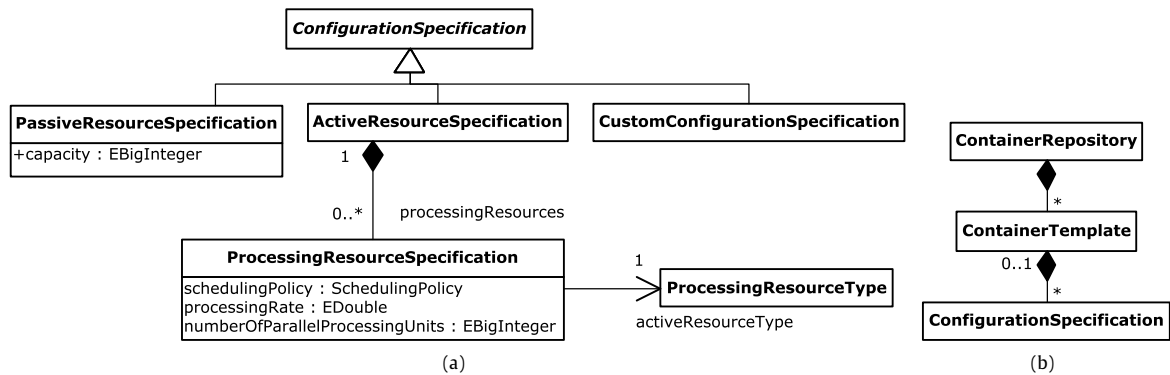 ConfigurationSpecification
PassiveResourceSpecification
+capacity : EBigInteger
ActiveResourceSpecification
CustomConfigurationSpecification
1
0..*
processingResources
ProcessingResourceSpecification
schedulingPolicy : SchedulingPolicy
processingRate : EDouble
numberOfParallelProcessingUnits : EBigInteger
1
activeResourceType
ProcessingResourceType
(a)
ContainerRepository
*
ContainerTemplate
0..1
*
ConfigurationSpecification
(b)